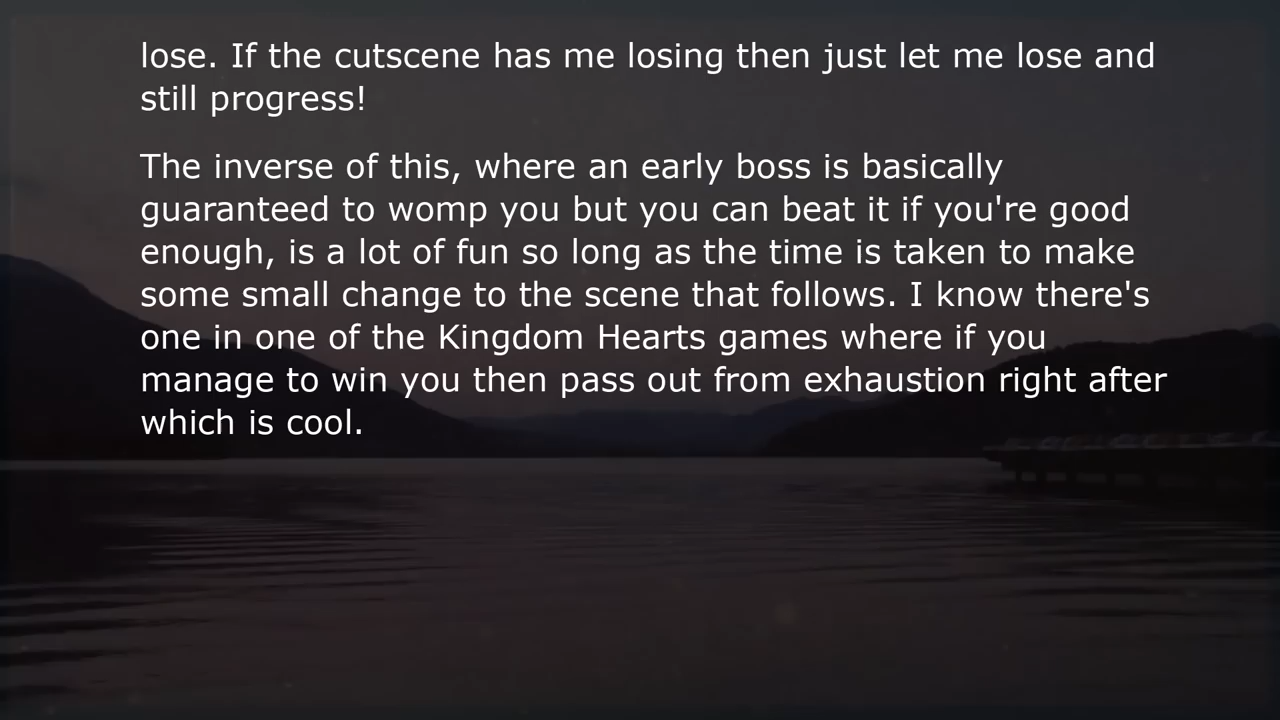 lose. If the cutscene has me losing then just let me lose and
still progress!
The inverse of this, where an early boss is basically
guaranteed to womp you but you can beat it if you're good
enough, is a lot of fun so long as the time is taken to make
some small change to the scene that follows. I know there's
one in one of the Kingdom Hearts games where if you
manage to win you then pass out from exhaustion right after
which is cool.